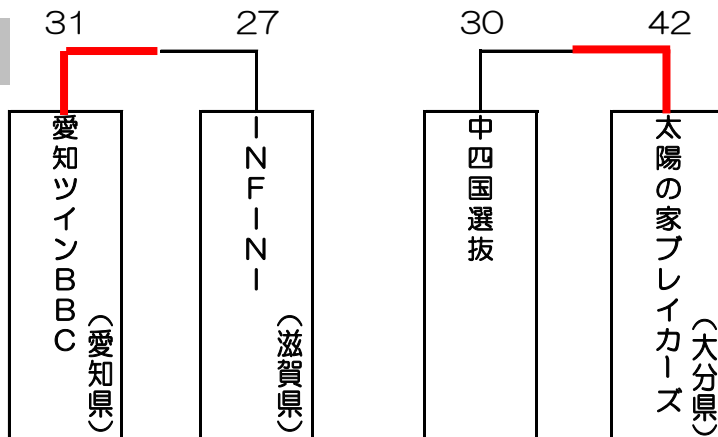 31
27
30
42
愛知ツインBBC
(愛知県)
INFINI
(滋賀県)
中四国選抜
太陽の家ブレイカーズ
(大分県)